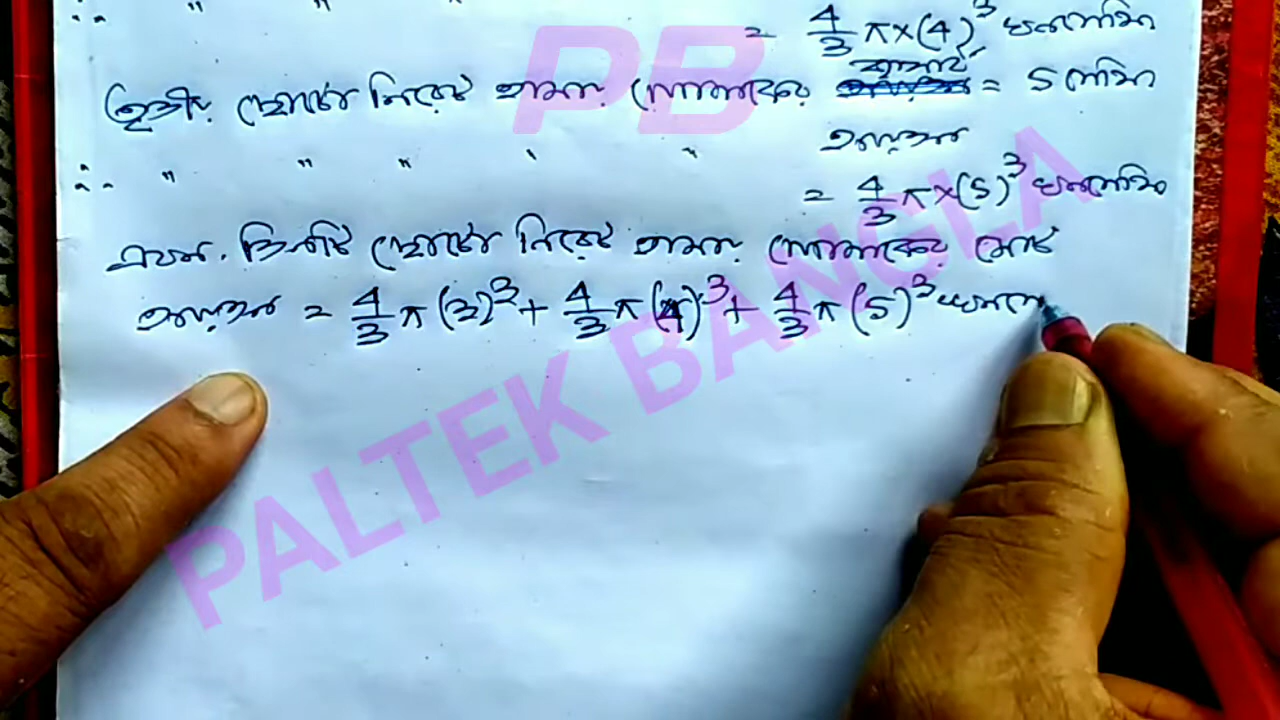 ∴ " " "
= 4/3 π×(4)³ ঘনসেমি
PB
তৃতীয় ছোটো নিরেট তামার গোলকের ব্যাসার্ধ = 5 সেমি
∴ " " " " " আয়তন
= 4/3 π×(5)³ ঘনসেমি
এখন, তিনটি ছোটো নিরেট তামার গোলকের মোট
আয়তন = 4/3 π (3)³ + 4/3 π (4)³ + 4/3 π (5)³ ঘনসে
PALTEK BANGLA